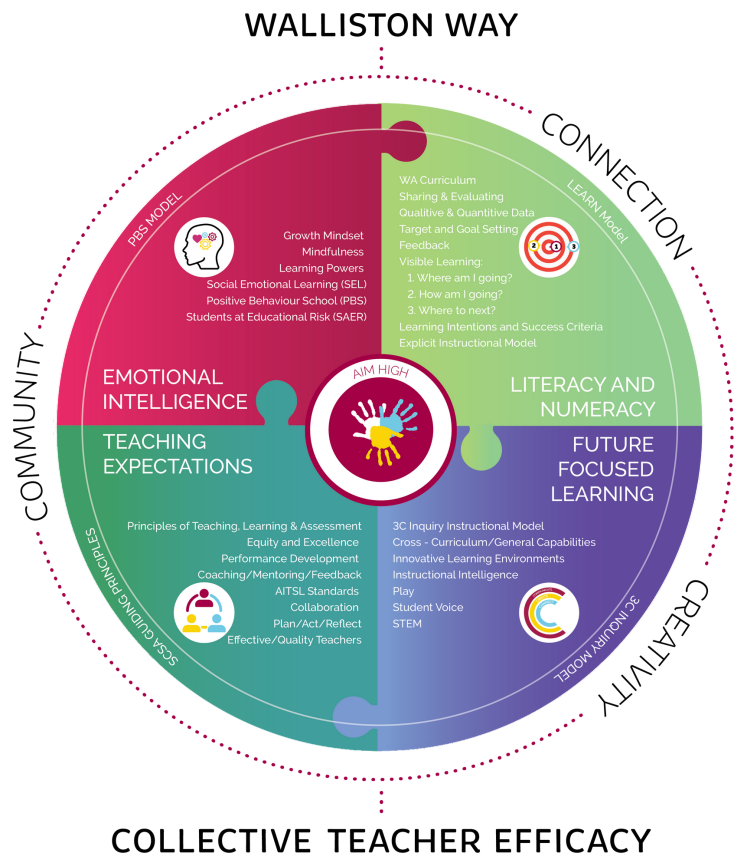 WALLISTON WAY
CONNECTION
COMMUNITY
CREATIVITY
PBS MODEL
Growth Mindset
Mindfulness
Learning Powers
Social Emotional Learning (SEL)
Positive Behaviour School (PBS)
Students at Educational Risk (SAER)
EMOTIONAL
INTELLIGENCE
LEARN Model
WA Curriculum
Sharing & Evaluating
Qualitive & Quantitive Data
Target and Goal Setting
Feedback
Visible Learning:
1. Where am I going?
2. How am I going?
3. Where to next?
Learning Intentions and Success Criteria
Explicit Instructional Model
2 1 3
LITERACY AND
NUMERACY
AIM HIGH
TEACHING
EXPECTATIONS
Principles of Teaching, Learning & Assessment
Equity and Excellence
Performance Development
Coaching/Mentoring/Feedback
AITSL Standards
Collaboration
Plan/Act/Reflect
Effective/Quality Teachers
SCSA GUIDING PRINCIPLES
FUTURE
FOCUSED
LEARNING
3C Inquiry Instructional Model
Cross - Curriculum/General Capabilities
Innovative Learning Environments
Instructional Intelligence
Play
Student Voice
STEM
3C INQUIRY MODEL
COLLECTIVE TEACHER EFFICACY